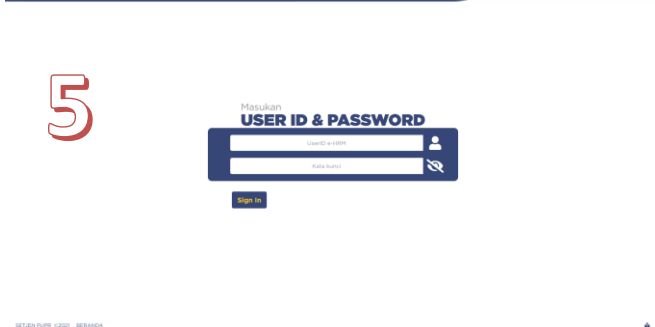 5
Masukan
USER ID & PASSWORD
UserID e-HRM
Kata kunci
Sign In
SETJEN PUPR ©2021 BERANDA